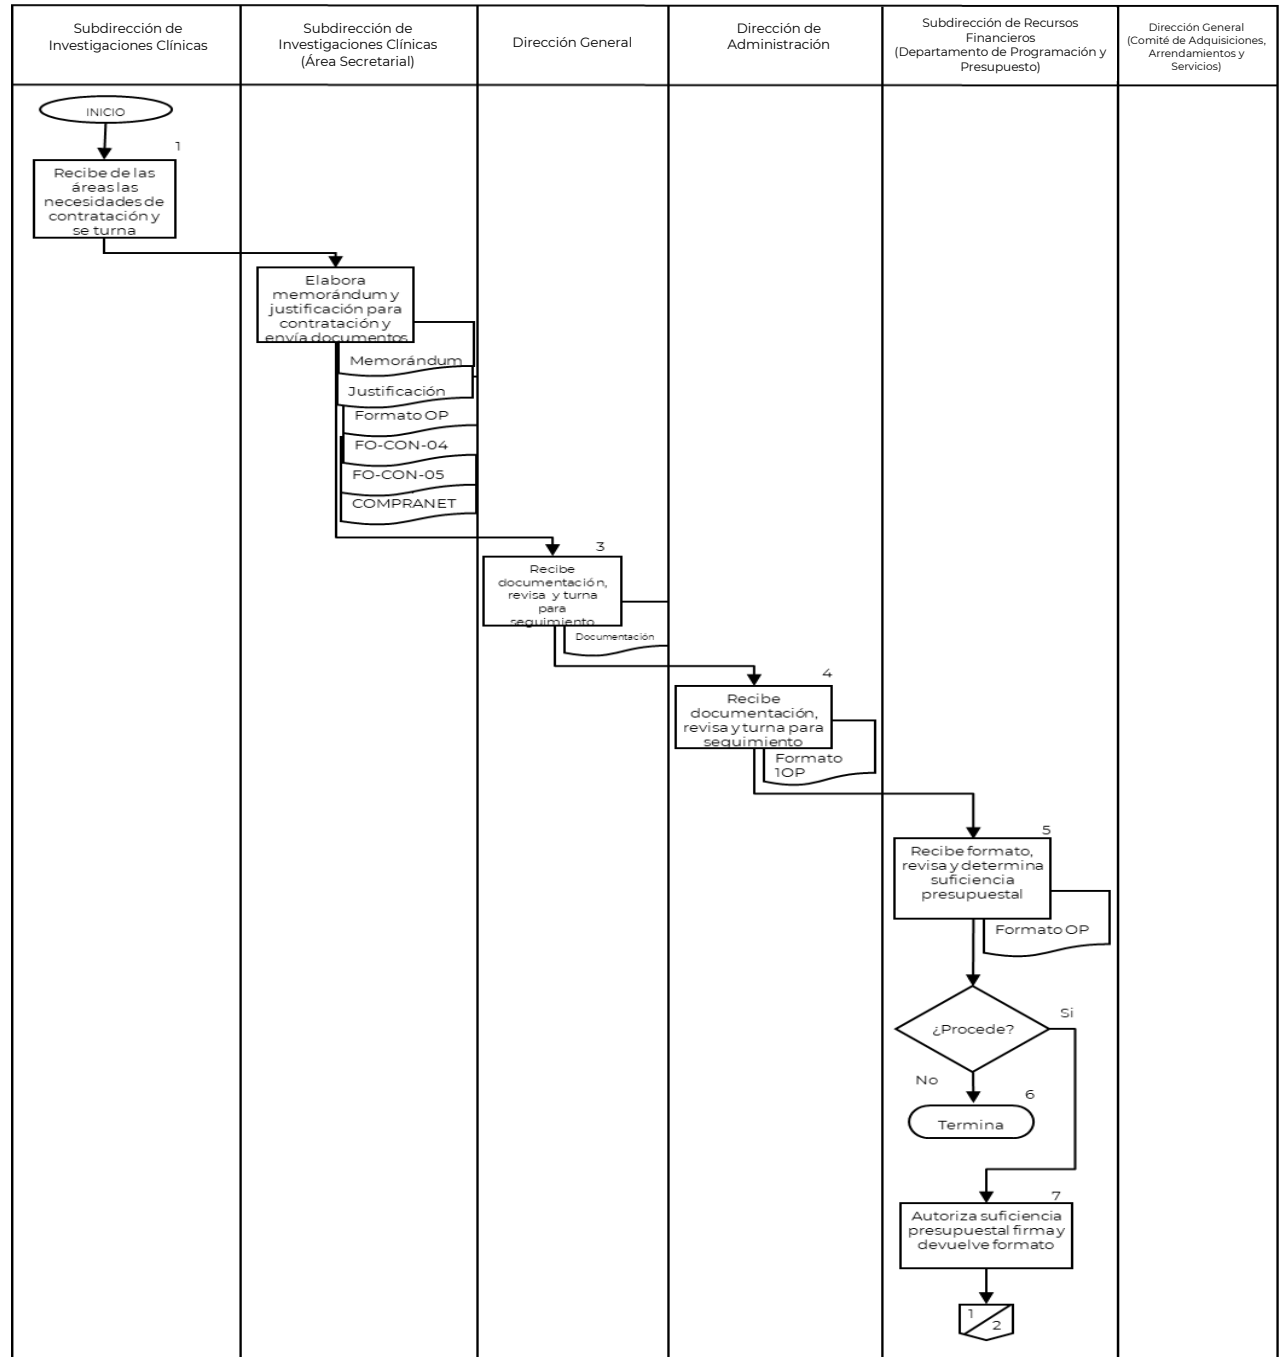 Subdirección de
Investigaciones Clínicas
Subdirección de
Investigaciones Clínicas
(Área Secretarial)
Dirección General
Dirección de
Administración
Subdirección de Recursos
Financieros
(Departamento de Programación y
Presupuesto)
Dirección General
(Comité de Adquisiciones,
Arrendamientos y
Servicios)
INICIO
1
Recibe de las
áreas las
necesidades de
contratación y
se turna
Elabora
memorándum y
justificación para
contratación y
envía documentos
Memorándum
Justificación
Formato OP
FO-CON-04
FO-CON-05
COMPRANET
3
Recibe
documentación,
revisa y turna
para
seguimiento
Documentación
4
Recibe
documentación,
revisa y turna para
seguimiento
Formato
1OP
5
Recibe formato,
revisa y determina
suficiencia
presupuestal
Formato OP
¿Procede?
Si
No
6
Termina
7
Autoriza suficiencia
presupuestal firma y
devuelve formato
1
2